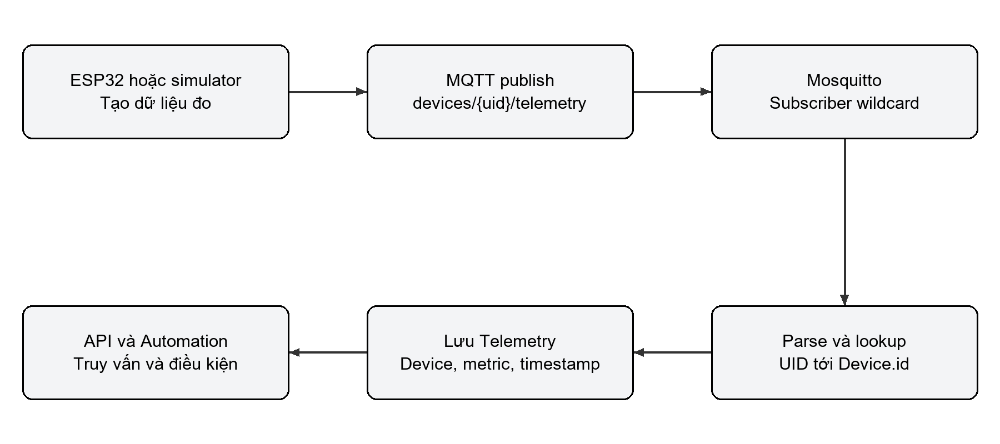 ESP32 hoặc simulator
Tạo dữ liệu đo
MQTT publish
devices/{uid}/telemetry
Mosquitto
Subscriber wildcard
API và Automation
Truy vấn và điều kiện
Lưu Telemetry
Device, metric, timestamp
Parse và lookup
UID tới Device.id